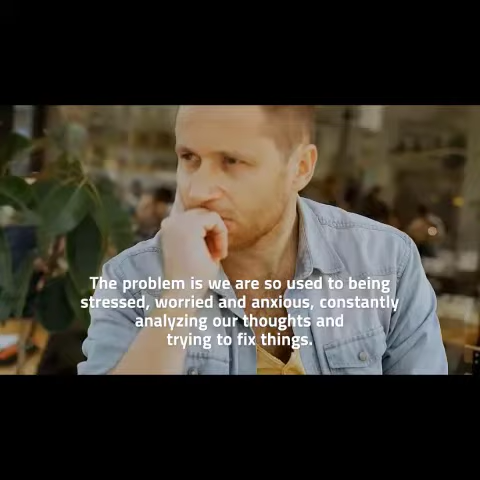 The problem is we are so used to being
stressed, worried and anxious, constantly
analyzing our thoughts and
trying to fix things.